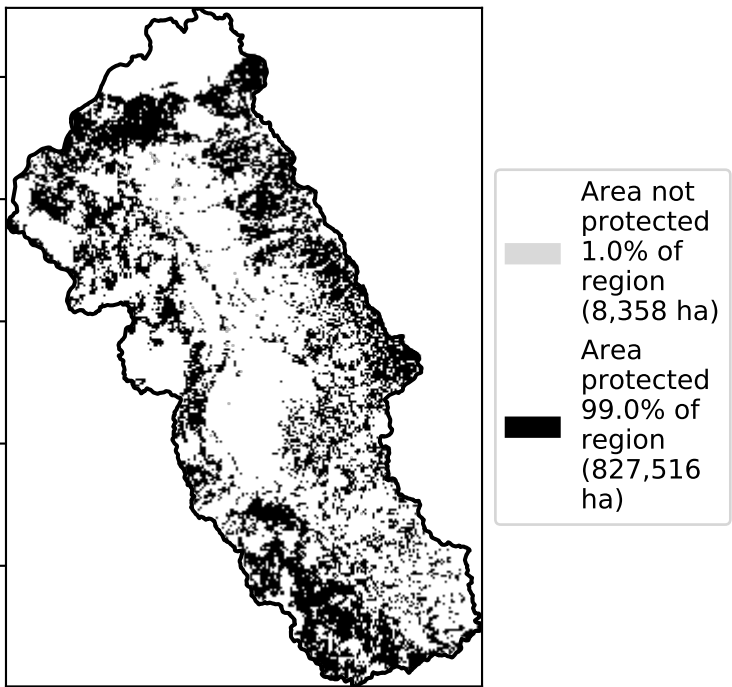 Area not
protected
1.0% of
region
(8,358 ha)
Area
protected
99.0% of
region
(827,516
ha)